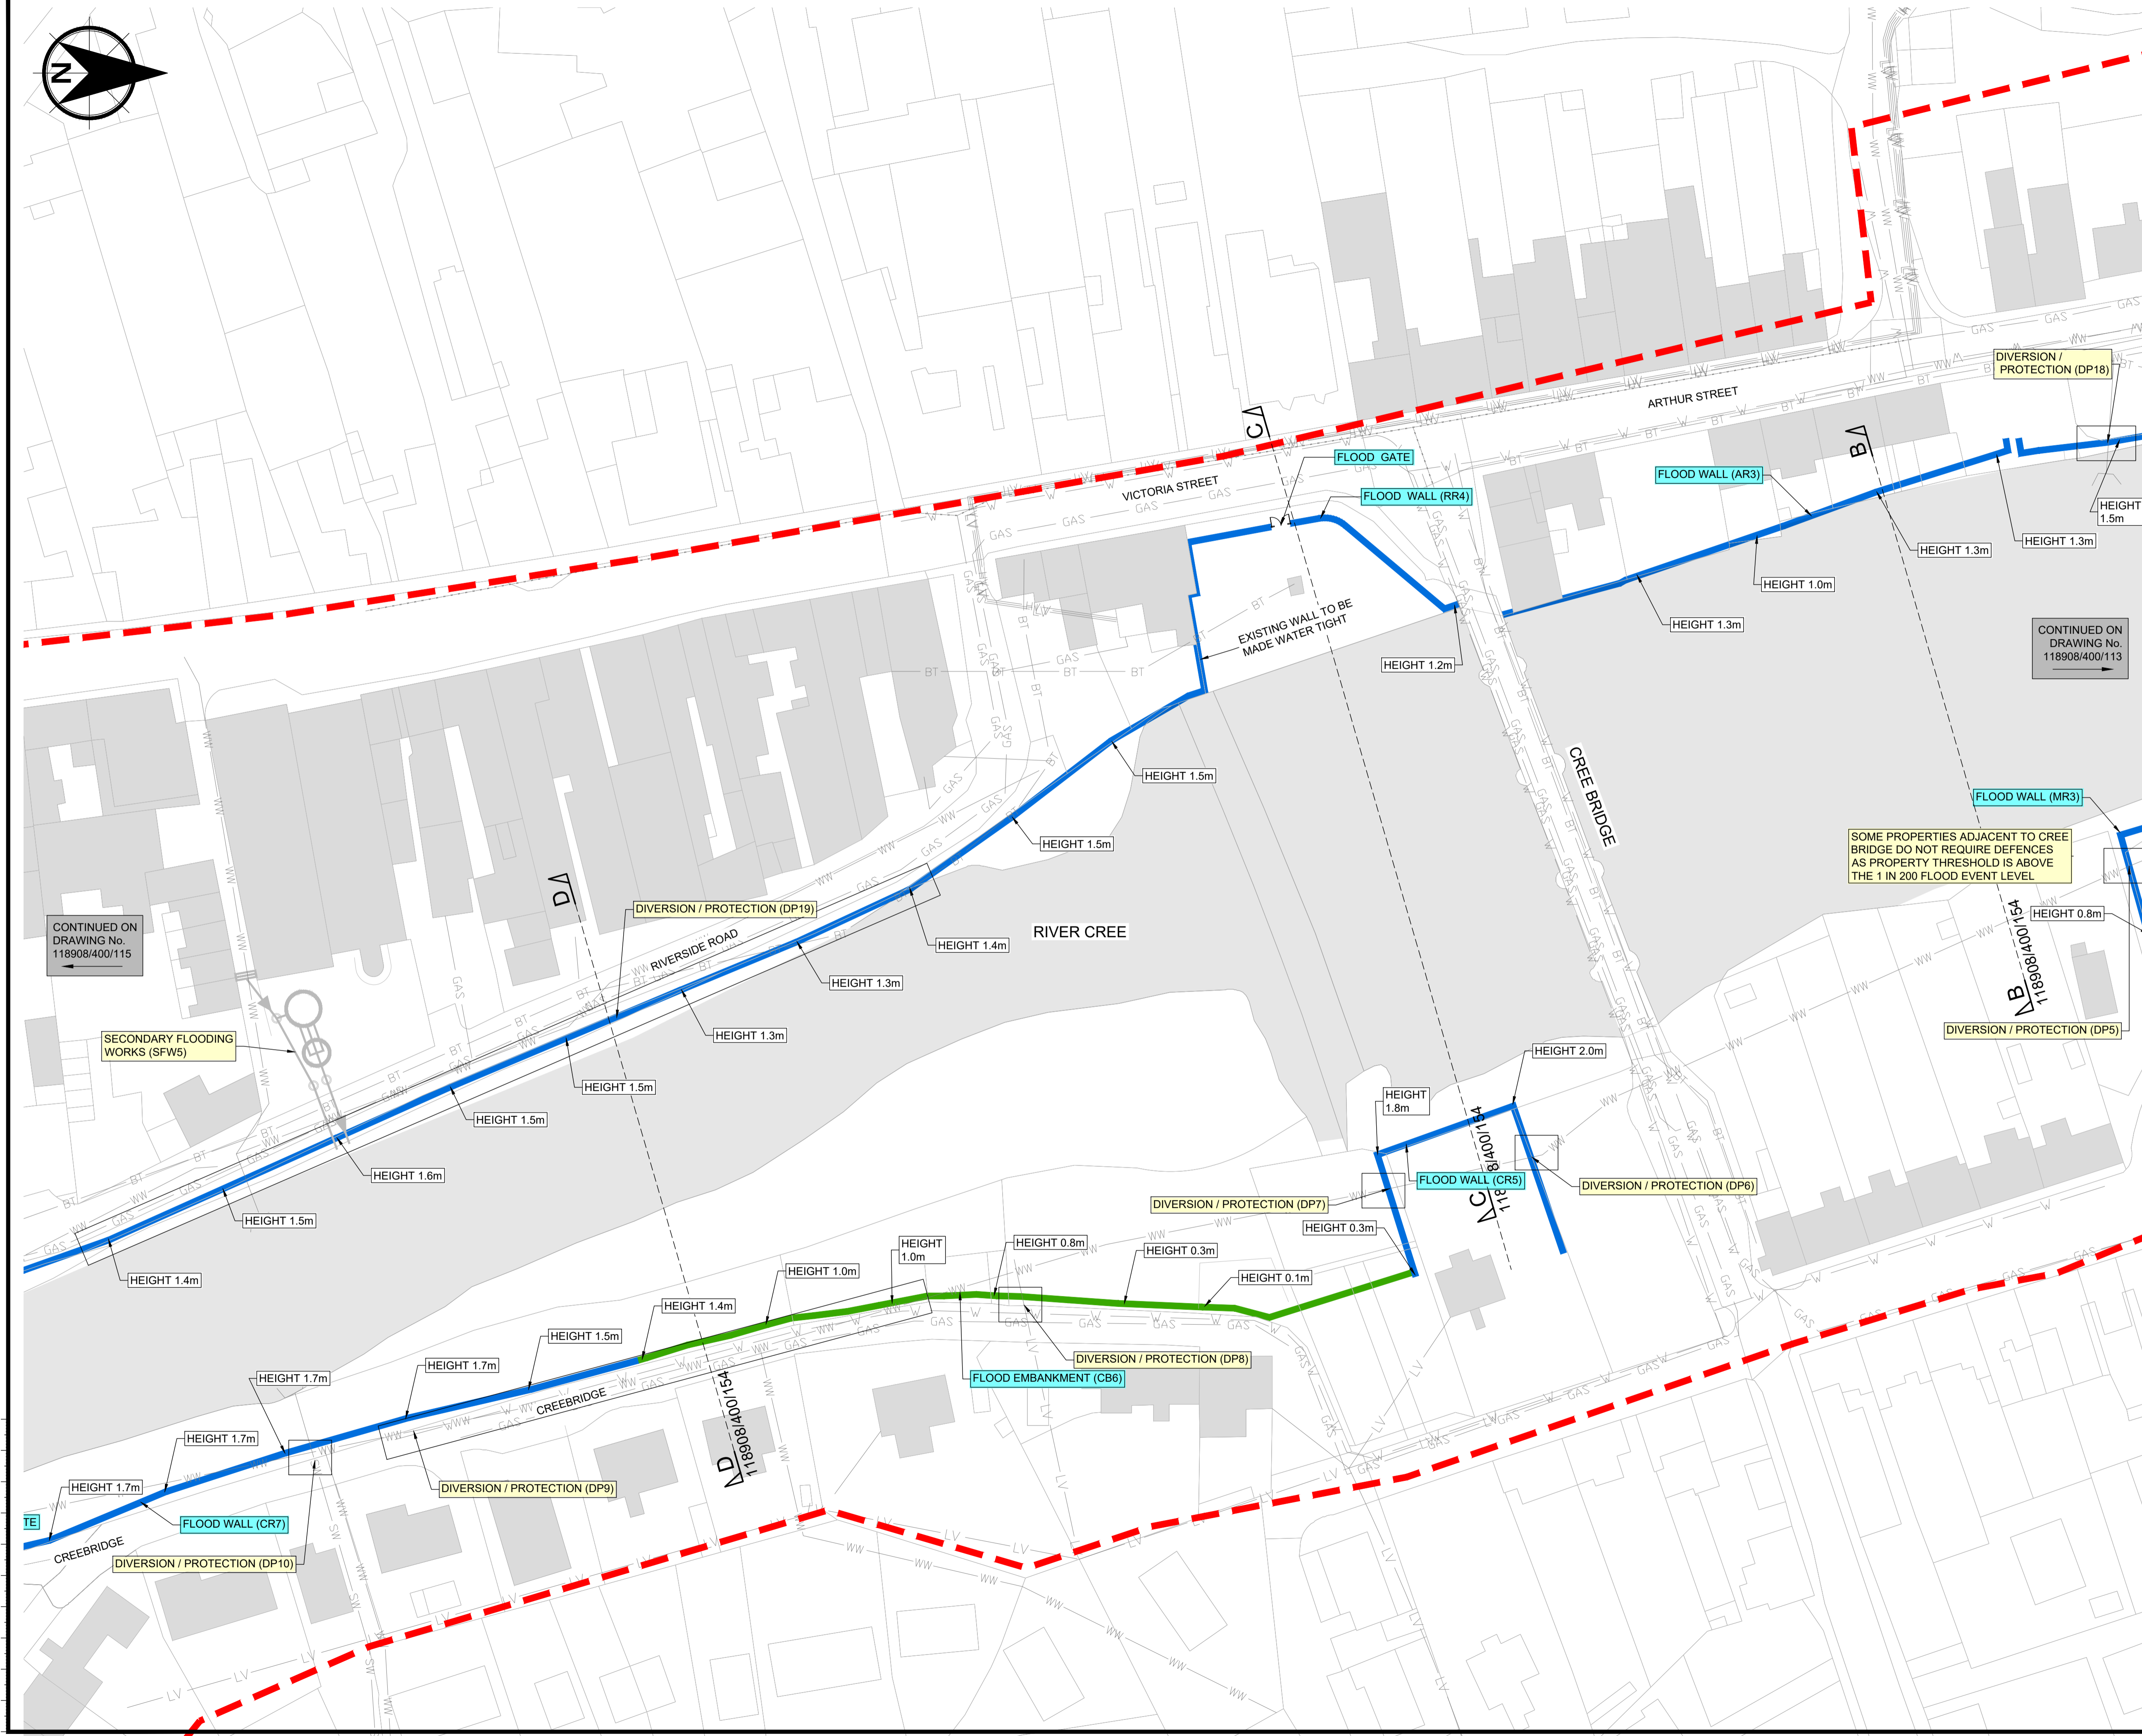 N
DIVERSION /
PROTECTION (DP18)
ARTHUR STREET
C
FLOOD GATE
B
FLOOD WALL (AR3)
VICTORIA STREET
FLOOD WALL (RR4)
HEIGHT
1.5m
HEIGHT 1.3m
HEIGHT 1.3m
HEIGHT 1.0m
HEIGHT 1.3m
EXISTING WALL TO BE
MADE WATER TIGHT
HEIGHT 1.2m
CONTINUED ON
DRAWING No.
118908/400/113
HEIGHT 1.5m
CREE BRIDGE
FLOOD WALL (MR3)
HEIGHT 1.5m
SOME PROPERTIES ADJACENT TO CREE
BRIDGE DO NOT REQUIRE DEFENCES
AS PROPERTY THRESHOLD IS ABOVE
THE 1 IN 200 FLOOD EVENT LEVEL
D
DIVERSION / PROTECTION (DP19)
HEIGHT 0.8m
CONTINUED ON
DRAWING No.
118908/400/115
RIVER CREE
RIVERSIDE ROAD
HEIGHT 1.4m
HEIGHT 1.3m
B
118908/400/154
DIVERSION / PROTECTION (DP5)
SECONDARY FLOODING
WORKS (SFW5)
HEIGHT 1.3m
HEIGHT 2.0m
HEIGHT 1.5m
HEIGHT
1.8m
HEIGHT 1.5m
HEIGHT 1.6m
FLOOD WALL (CR5)
DIVERSION / PROTECTION (DP6)
C
118908/400/154
DIVERSION / PROTECTION (DP7)
HEIGHT 1.5m
HEIGHT 0.3m
HEIGHT
1.0m
HEIGHT 0.8m
HEIGHT 0.3m
HEIGHT 1.4m
HEIGHT 1.0m
HEIGHT 0.1m
HEIGHT 1.4m
HEIGHT 1.5m
DIVERSION / PROTECTION (DP8)
HEIGHT 1.7m
HEIGHT 1.7m
FLOOD EMBANKMENT (CB6)
CREEBRIDGE
HEIGHT 1.7m
D
118908/400/154
HEIGHT 1.7m
DIVERSION / PROTECTION (DP9)
TE
FLOOD WALL (CR7)
CREEBRIDGE
DIVERSION / PROTECTION (DP10)